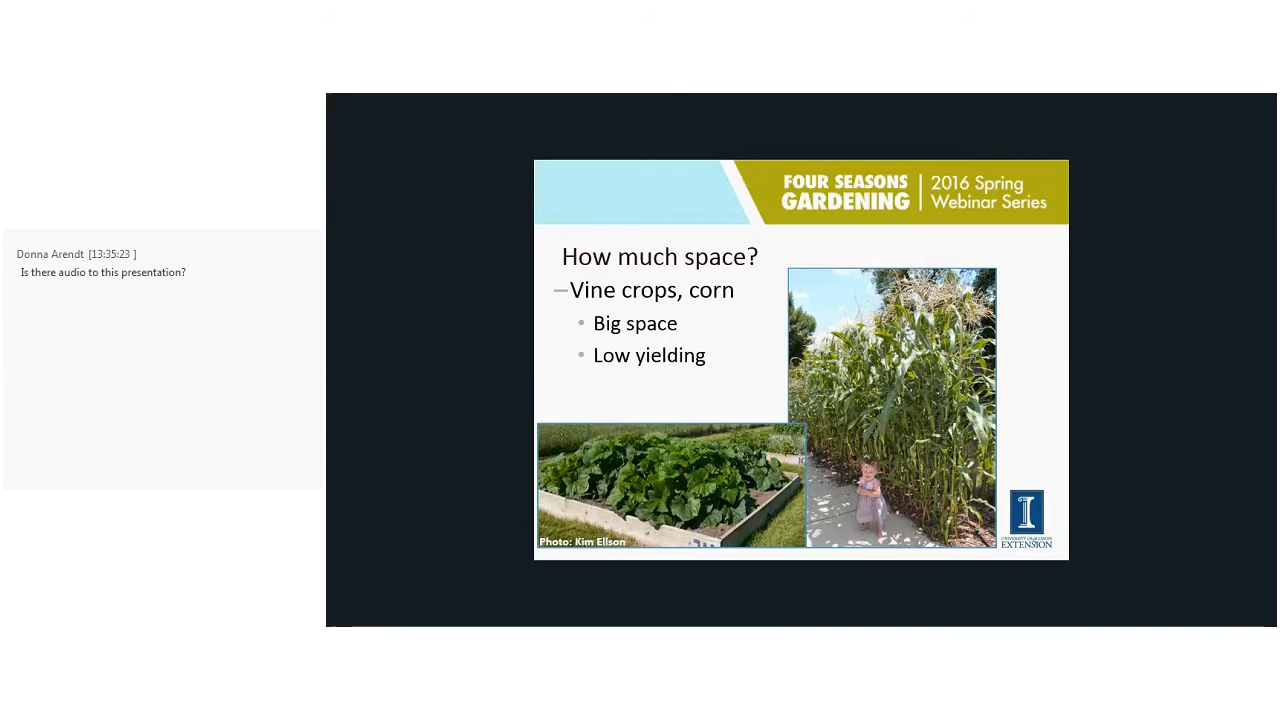 Donna Arendt [13:35:23 ]
Is there audio to this presentation?
FOUR SEASONS
GARDENING
2016 Spring
Webinar Series
How much space?
–Vine crops, corn
• Big space
• Low yielding
Photo: Kim Ellson
I
UNIVERSITY OF ILLINOIS
EXTENSION